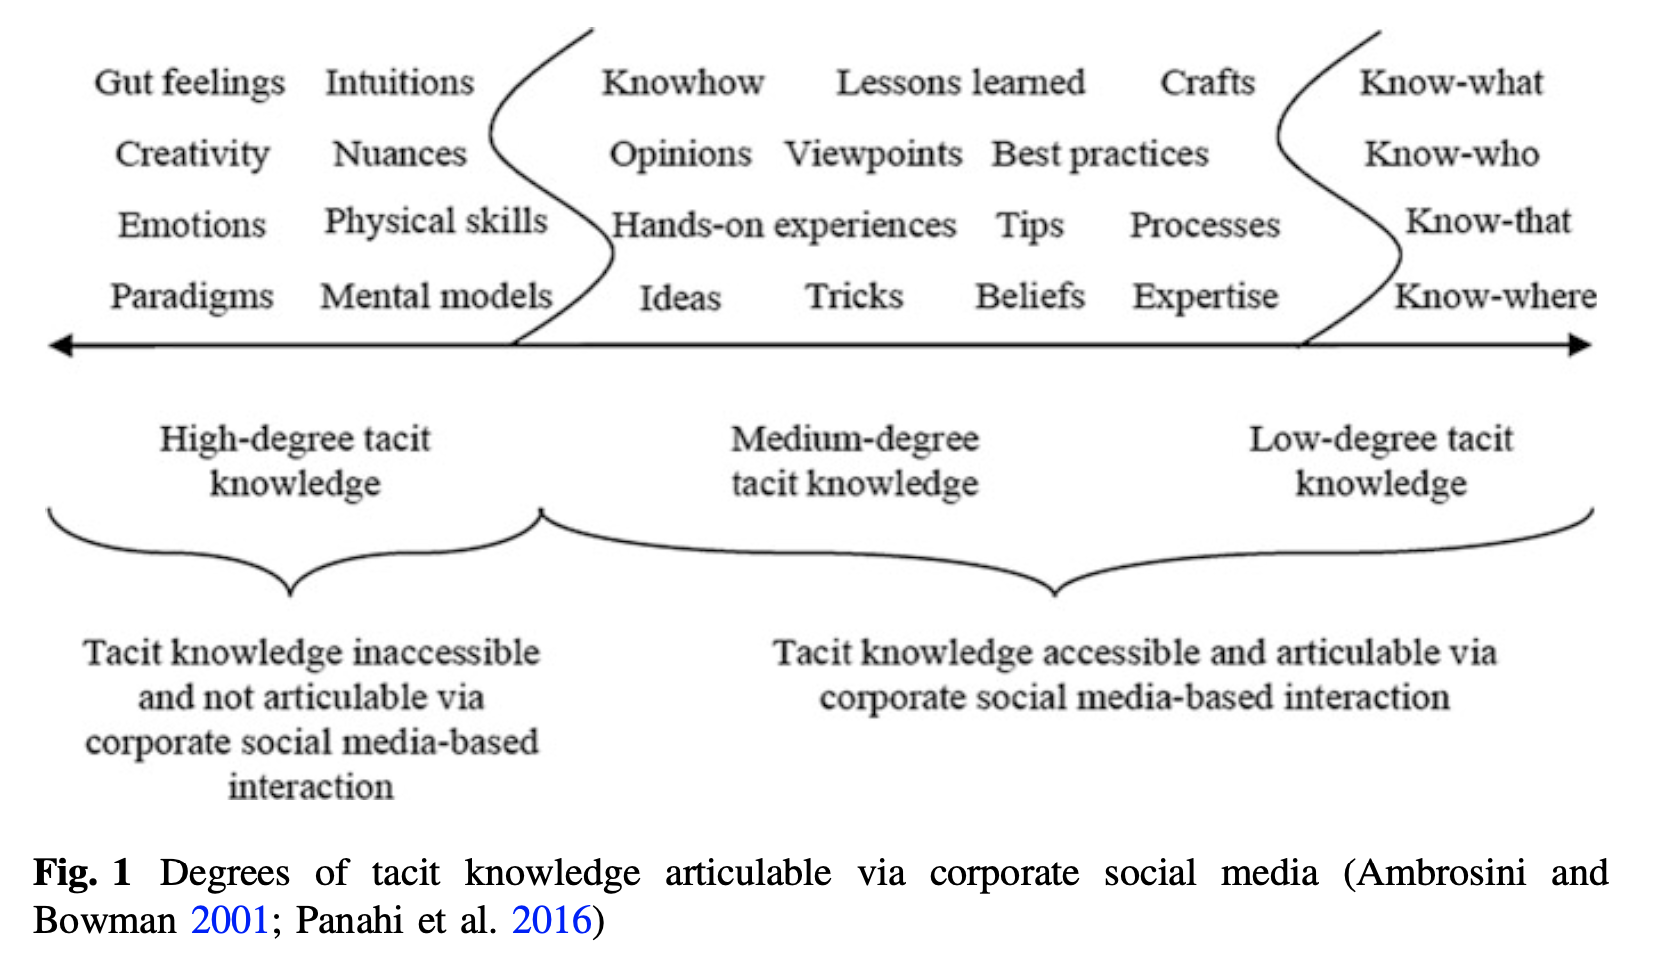 Gut feelings Intuitions Knowhow Lessons learned Crafts Know-what
Creativity Nuances Opinions Viewpoints Best practices Know-who
Emotions Physical skills Hands-on experiences Tips Processes Know-that
Paradigms Mental models Ideas Tricks Beliefs Expertise Know-where
High-degree tacit
knowledge
Medium-degree
tacit knowledge
Low-degree tacit
knowledge
Tacit knowledge inaccessible
and not articulable via
corporate social media-based
interaction
Tacit knowledge accessible and articulable via
corporate social media-based interaction
Fig. 1 Degrees of tacit knowledge articulable via corporate social media (Ambrosini and
Bowman 2001; Panahi et al. 2016)